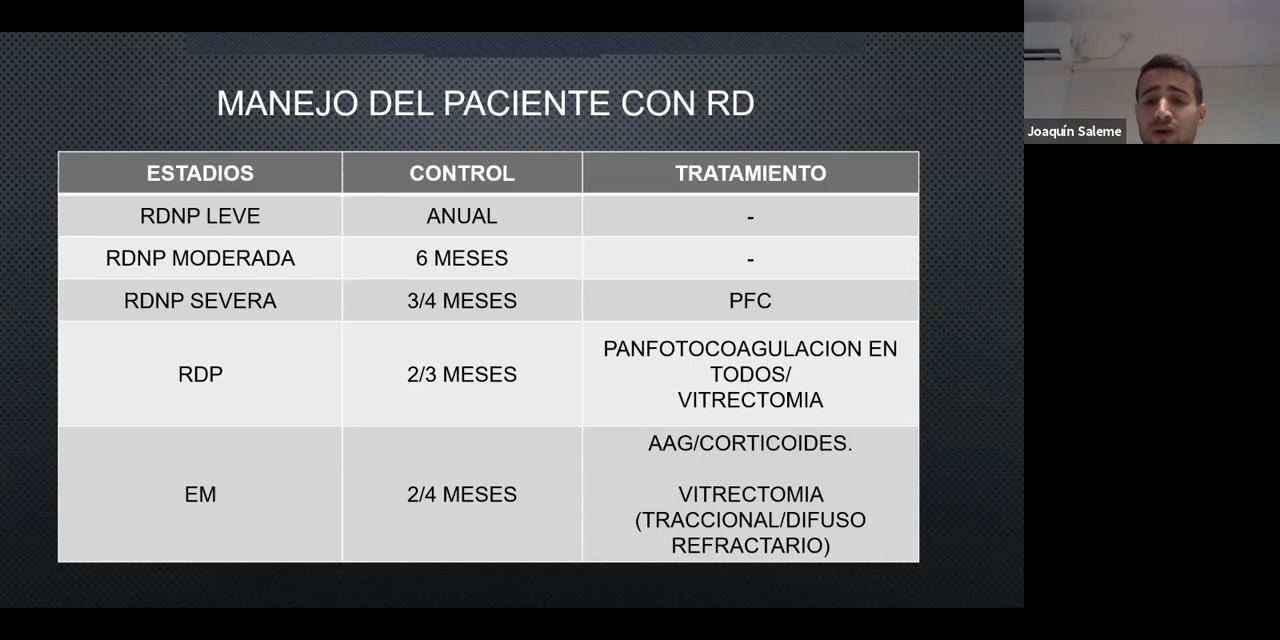 MANEJO DEL PACIENTE CON RD
ESTADIOS CONTROL TRATAMIENTO
RDNP LEVE ANUAL -
RDNP MODERADA 6 MESES -
RDNP SEVERA 3/4 MESES PFC
RDP 2/3 MESES PANFOTOCOAGULACION EN
TODOS/
VITRECTOMIA
EM 2/4 MESES AAG/CORTICOIDES.
VITRECTOMIA
(TRACCIONAL/DIFUSO
REFRACTARIO)
Joaquín Saleme